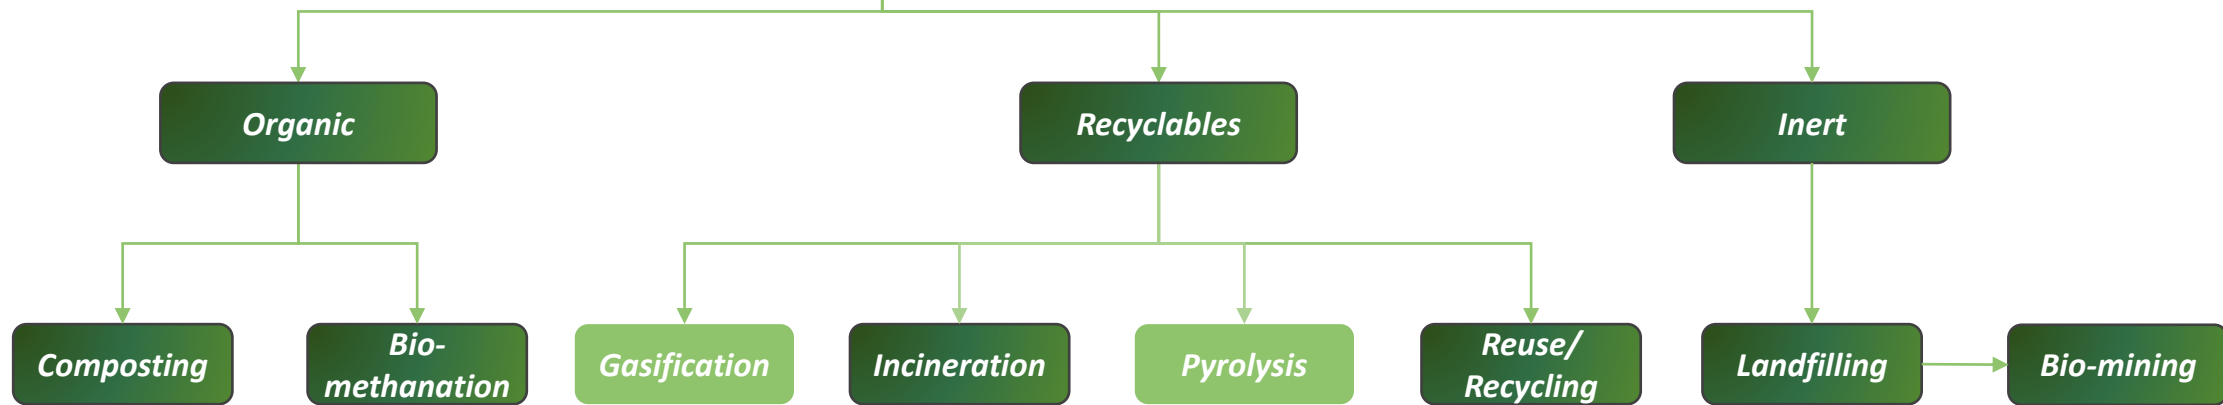 Organic
Recyclables
Inert
Composting
Bio-
methanation
Gasification
Incineration
Pyrolysis
Reuse/
Recycling
Landfilling
Bio-mining